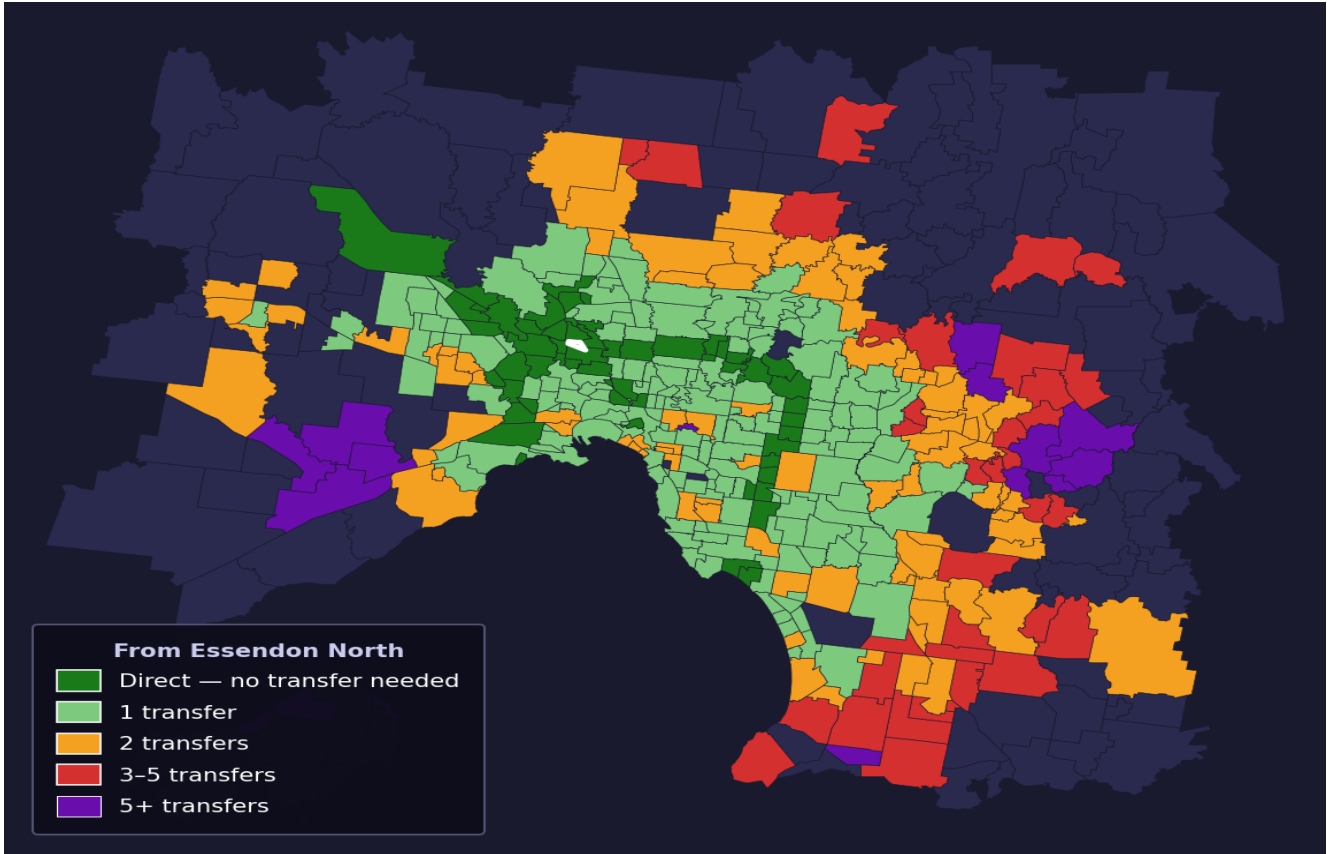 From Essendon North
Direct — no transfer needed
1 transfer
2 transfers
3–5 transfers
5+ transfers